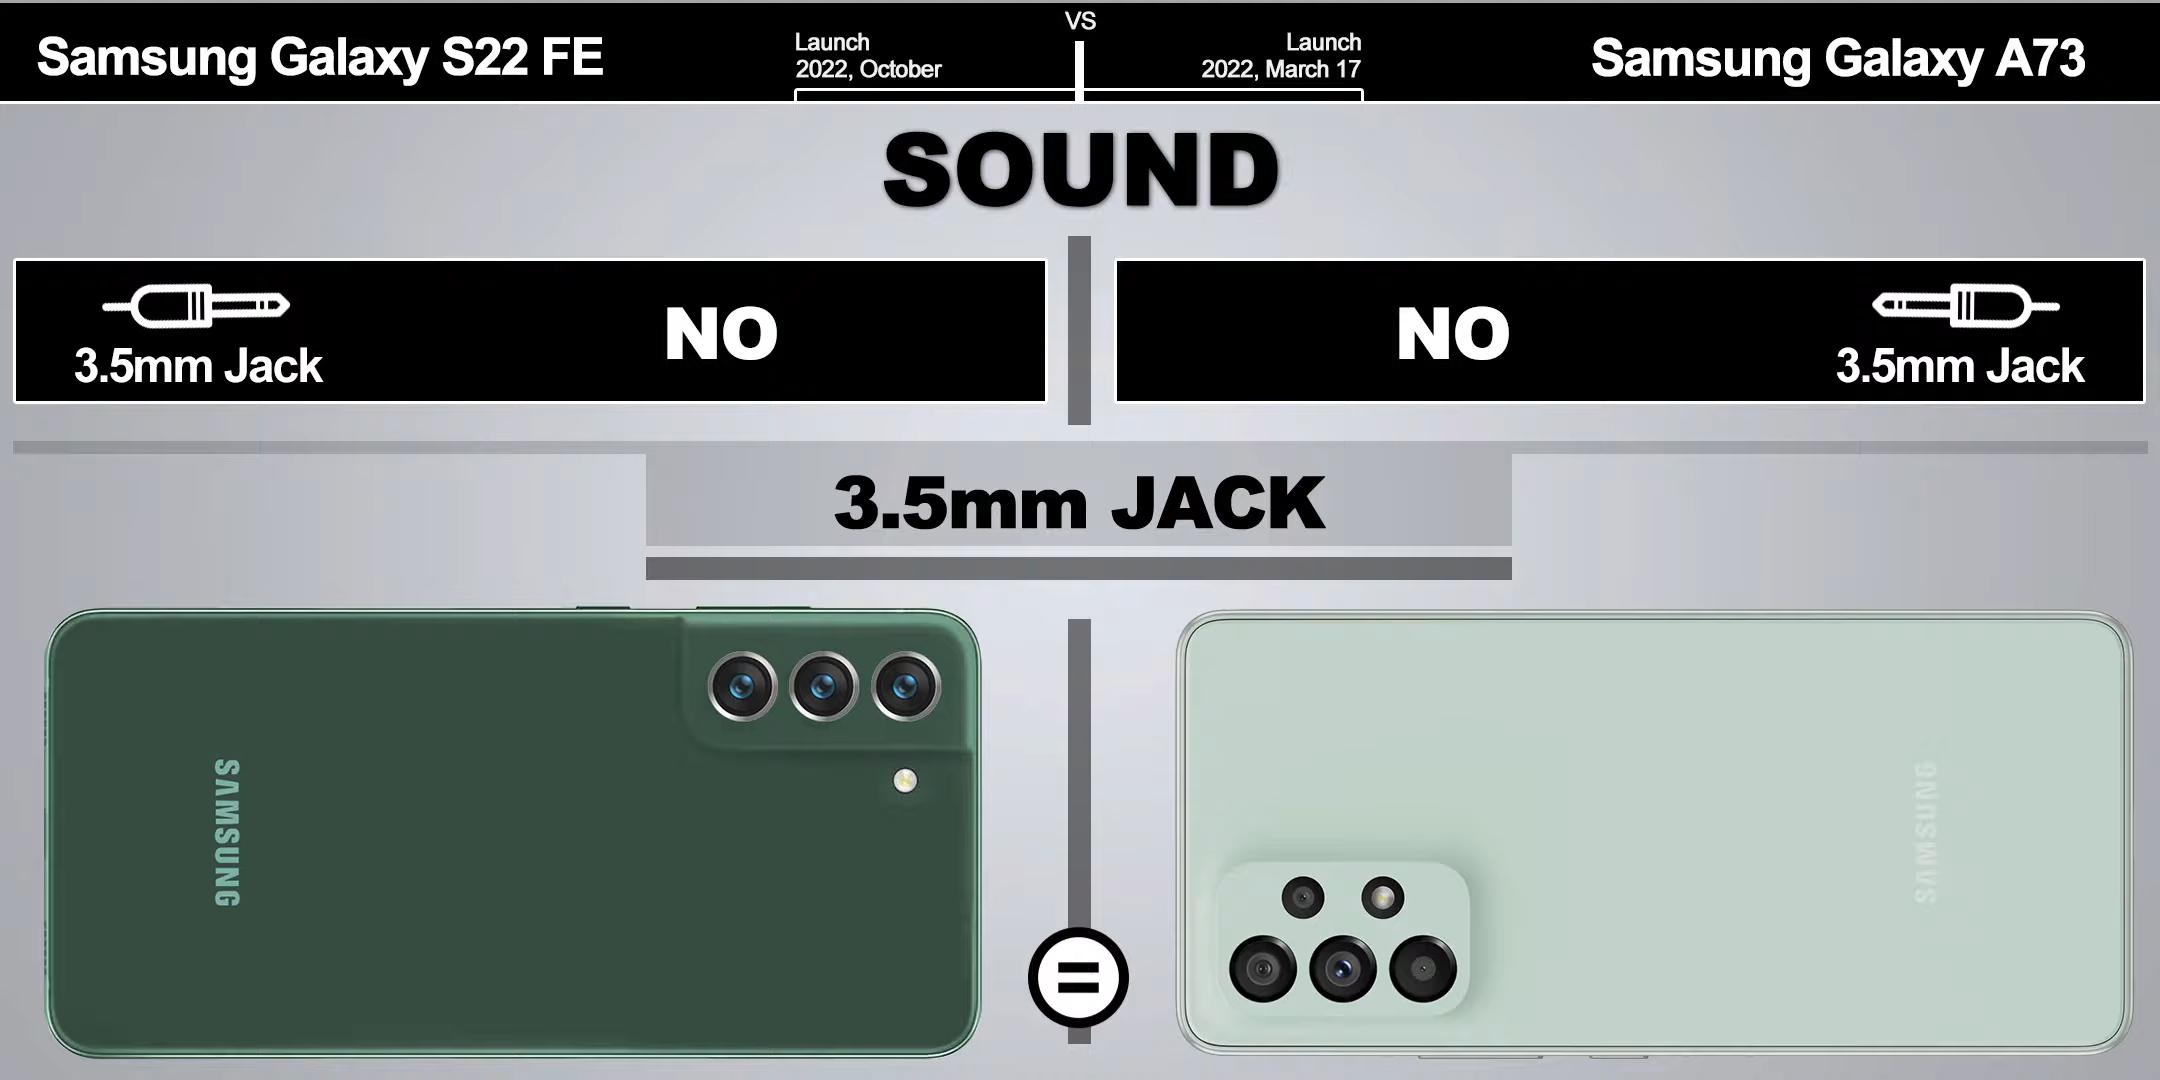 Samsung Galaxy S22 FE
Launch
2022, October
VS
Launch
2022, March 17
Samsung Galaxy A73
SOUND
3.5mm Jack
NO
NO
3.5mm Jack
3.5mm JACK
SAMSUNG
SAMSUNG